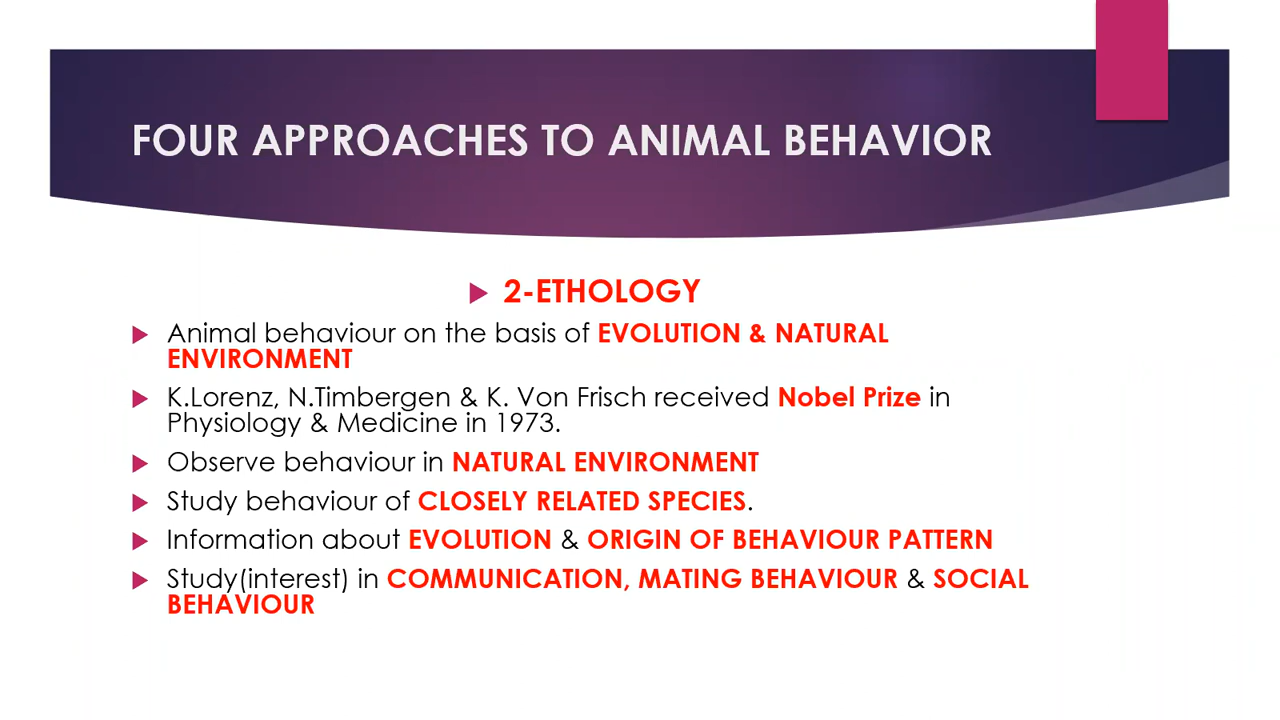 FOUR APPROACHES TO ANIMAL BEHAVIOR
2-ETHOLOGY
Animal behaviour on the basis of EVOLUTION & NATURAL
ENVIRONMENT
K.Lorenz, N.Timbergen & K. Von Frisch received Nobel Prize in
Physiology & Medicine in 1973.
Observe behaviour in NATURAL ENVIRONMENT
Study behaviour of CLOSELY RELATED SPECIES.
Information about EVOLUTION & ORIGIN OF BEHAVIOUR PATTERN
Study(interest) in COMMUNICATION, MATING BEHAVIOUR & SOCIAL
BEHAVIOUR